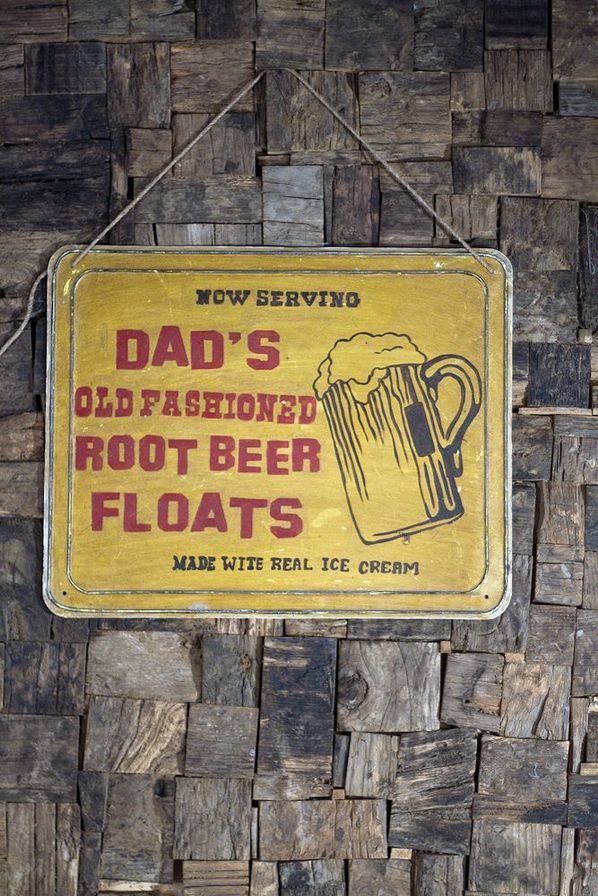 NOW SERVING
DAD'S
OLD FASHIONED
ROOT BEER
FLOATS
MADE WITE REAL ICE CREAM